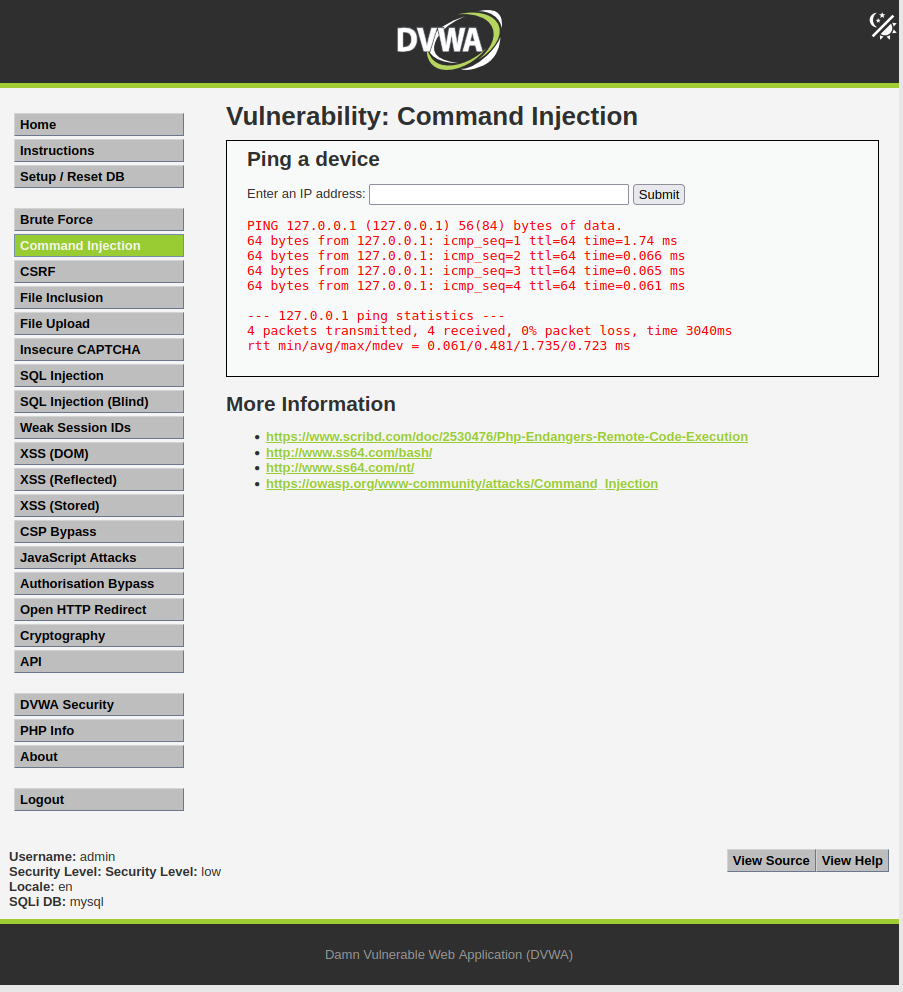 DVWA
Vulnerability: Command Injection
Home
Instructions
Setup / Reset DB
Brute Force
Command Injection
CSRF
File Inclusion
File Upload
Insecure CAPTCHA
SQL Injection
SQL Injection (Blind)
Weak Session IDs
XSS (DOM)
XSS (Reflected)
XSS (Stored)
CSP Bypass
JavaScript Attacks
Authorisation Bypass
Open HTTP Redirect
Cryptography
API
DVWA Security
PHP Info
About
Logout
Ping a device
Enter an IP address: Submit
PING 127.0.0.1 (127.0.0.1) 56(84) bytes of data.
64 bytes from 127.0.0.1: icmp_seq=1 ttl=64 time=1.74 ms
64 bytes from 127.0.0.1: icmp_seq=2 ttl=64 time=0.066 ms
64 bytes from 127.0.0.1: icmp_seq=3 ttl=64 time=0.065 ms
64 bytes from 127.0.0.1: icmp_seq=4 ttl=64 time=0.061 ms
--- 127.0.0.1 ping statistics ---
4 packets transmitted, 4 received, 0% packet loss, time 3040ms
rtt min/avg/max/mdev = 0.061/0.481/1.735/0.723 ms
More Information
https://www.scribd.com/doc/2530476/Php-Endangers-Remote-Code-Execution
http://www.ss64.com/bash/
http://www.ss64.com/nt/
https://owasp.org/www-community/attacks/Command_Injection
Username: admin
Security Level: Security Level: low
Locale: en
SQLi DB: mysql
View Source View Help
Damn Vulnerable Web Application (DVWA)